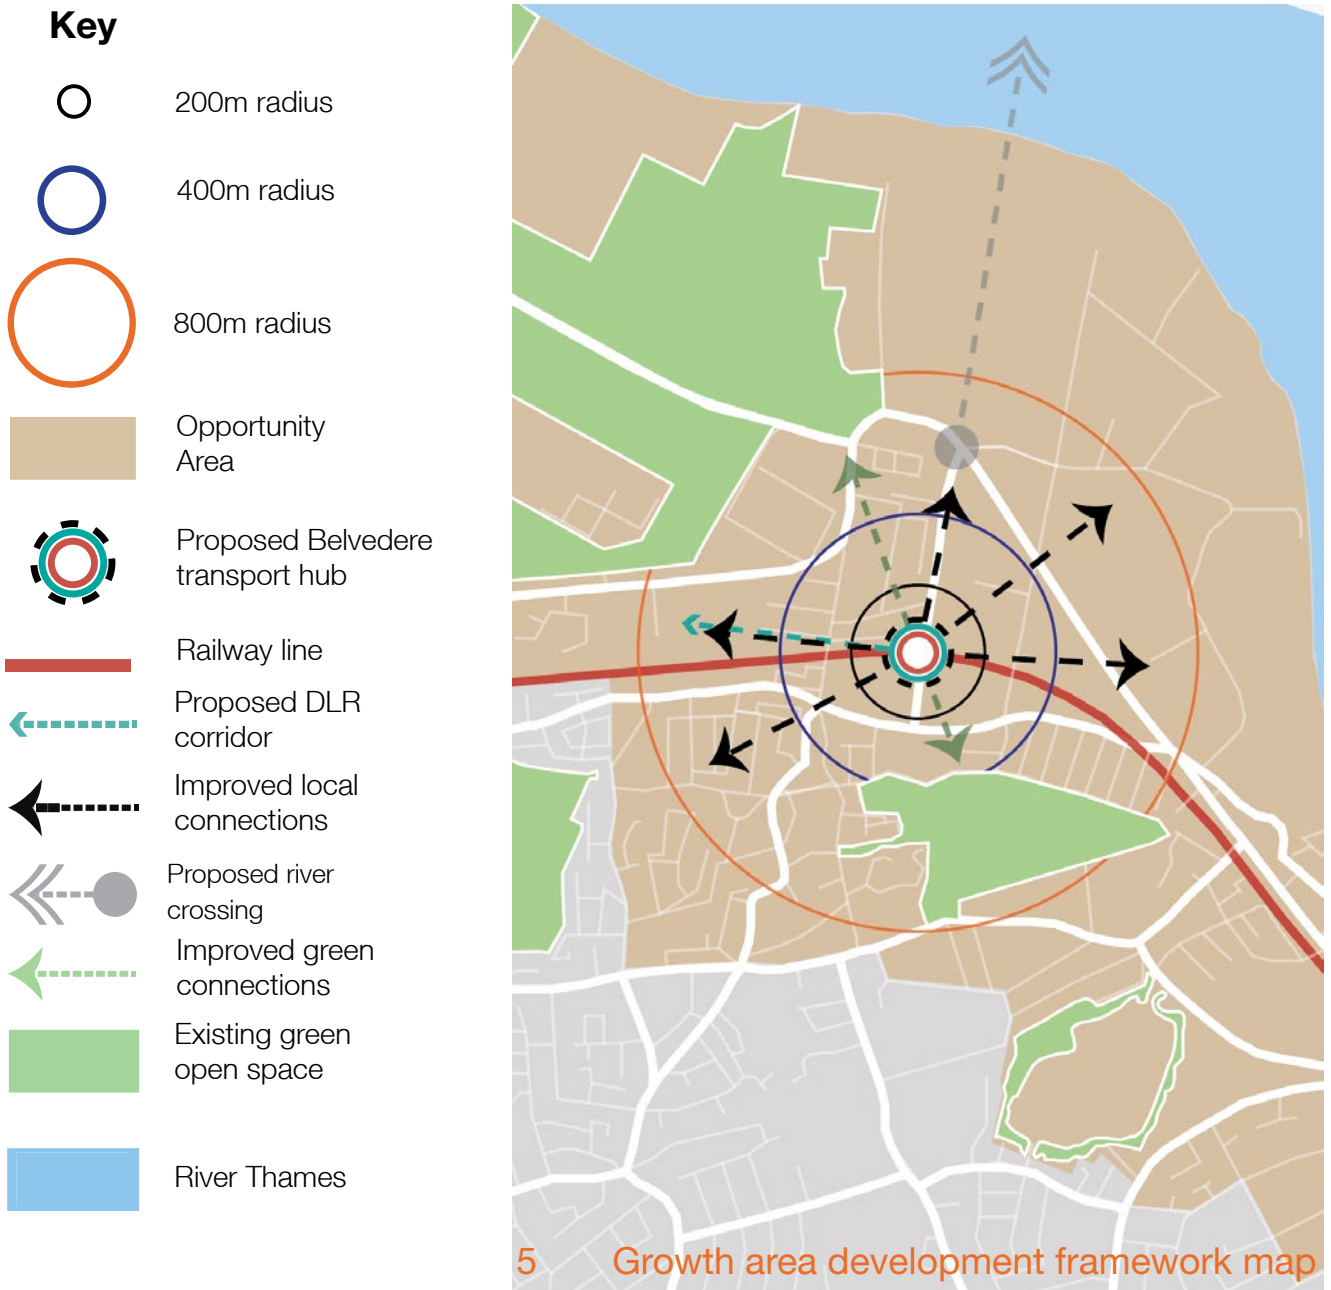 Key
200m radius
400m radius
800m radius
Opportunity
Area
Proposed Belvedere
transport hub
Railway line
Proposed DLR
corridor
Improved local
connections
Proposed river
crossing
Improved green
connections
Existing green
open space
River Thames
5 Growth area development framework map